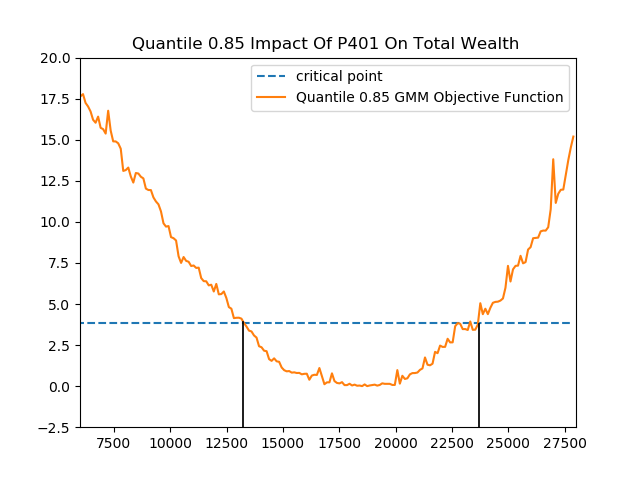 Quantile 0.85 Impact Of P401 On Total Wealth
critical point
Quantile 0.85 GMM Objective Function
20.0
17.5
15.0
12.5
10.0
7.5
5.0
2.5
0.0
−2.5
7500 10000 12500 15000 17500 20000 22500 25000 27500